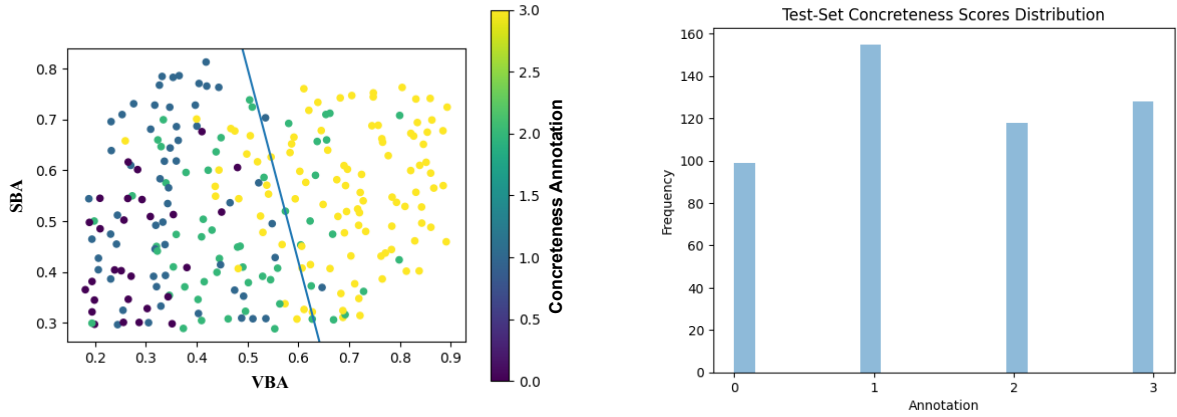 SBA
0.8
0.7
0.6
0.5
0.4
0.3
0.2 0.3 0.4 0.5 0.6 0.7 0.8 0.9
VBA
3.0
2.5
2.0
1.5
1.0
0.5
0.0
Concreteness Annotation
Test-Set Concreteness Scores Distribution
Frequency
160
140
120
100
80
60
40
20
0
0 1 2 3
Annotation